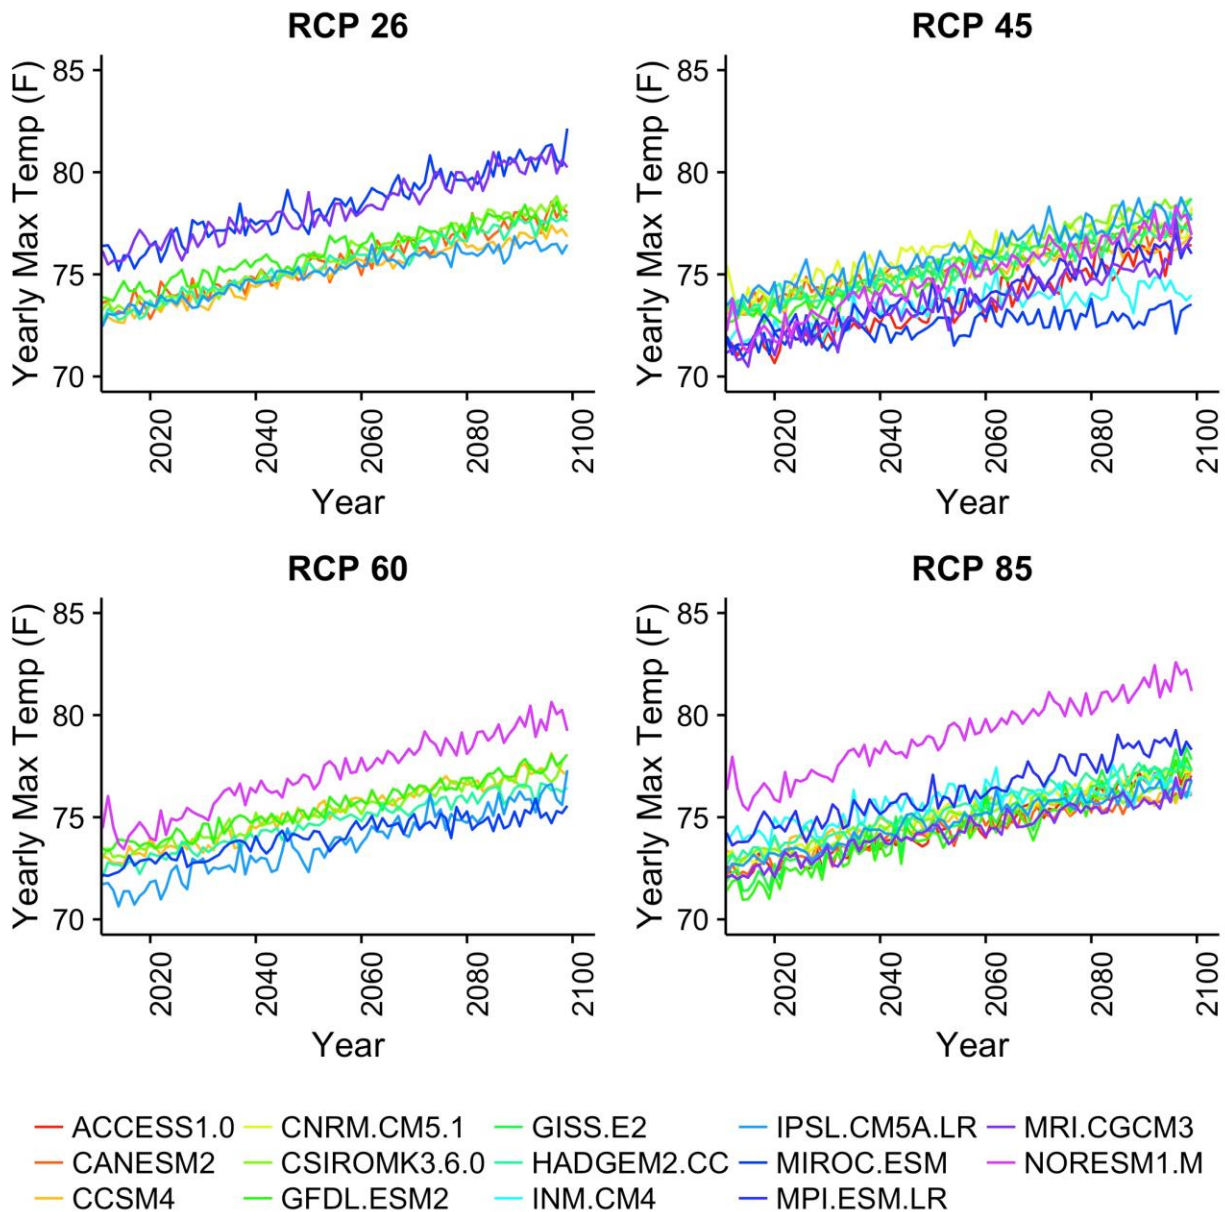 RCP 26
RCP 45
Yearly Max Temp (F)
85
80
75
70
2020
2040
2060
2080
2100
Year
Yearly Max Temp (F)
85
80
75
70
2020
2040
2060
2080
2100
Year
RCP 60
RCP 85
Yearly Max Temp (F)
85
80
75
70
2020
2040
2060
2080
2100
Year
Yearly Max Temp (F)
85
80
75
70
2020
2040
2060
2080
2100
Year
ACCESS1.0 CNRM.CM5.1 GISS.E2 IPSL.CM5A.LR MRI.CGCM3
CANESM2 CSIROMK3.6.0 HADGEM2.CC MIROC.ESM NORESM1.M
CCSM4 GFDL.ESM2 INM.CM4 MPI.ESM.LR